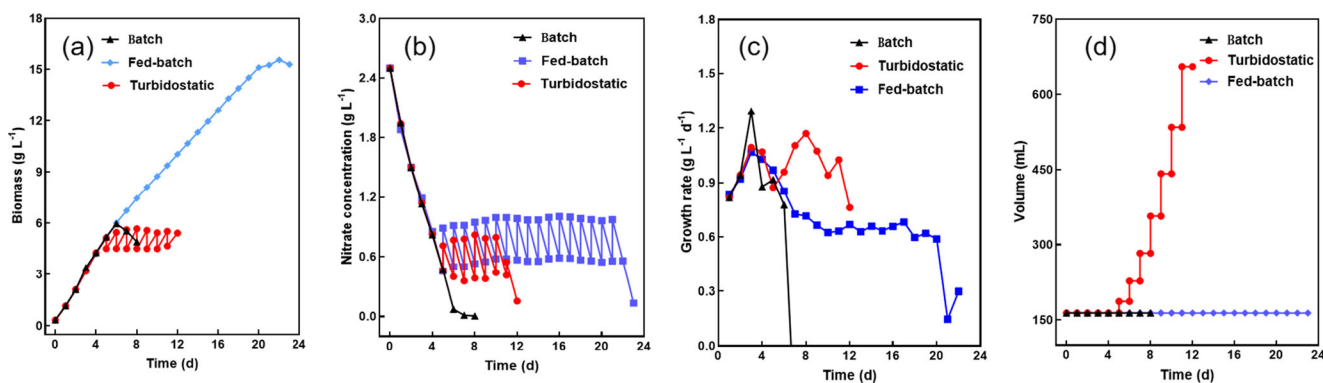 (a)
Batch
Fed-batch
Turbidostatic
Biomass (g L⁻¹)
18
15
12
9
6
3
0
0 4 8 12 16 20 24
Time (d)
(b)
Batch
Fed-batch
Turbidostatic
Nitrate concentration (g L⁻¹)
3.0
2.4
1.8
1.2
0.6
0.0
0 4 8 12 16 20 24
Time (d)
(c)
Batch
Turbidostatic
Fed-batch
Growth rate (g L⁻¹ d⁻¹)
1.8
1.5
1.2
0.9
0.6
0.3
0.0
0 4 8 12 16 20 24
Time (d)
(d)
Batch
Turbidostatic
Fed-batch
Volume (mL)
750
600
450
300
150
0 4 8 12 16 20 24
Time (d)